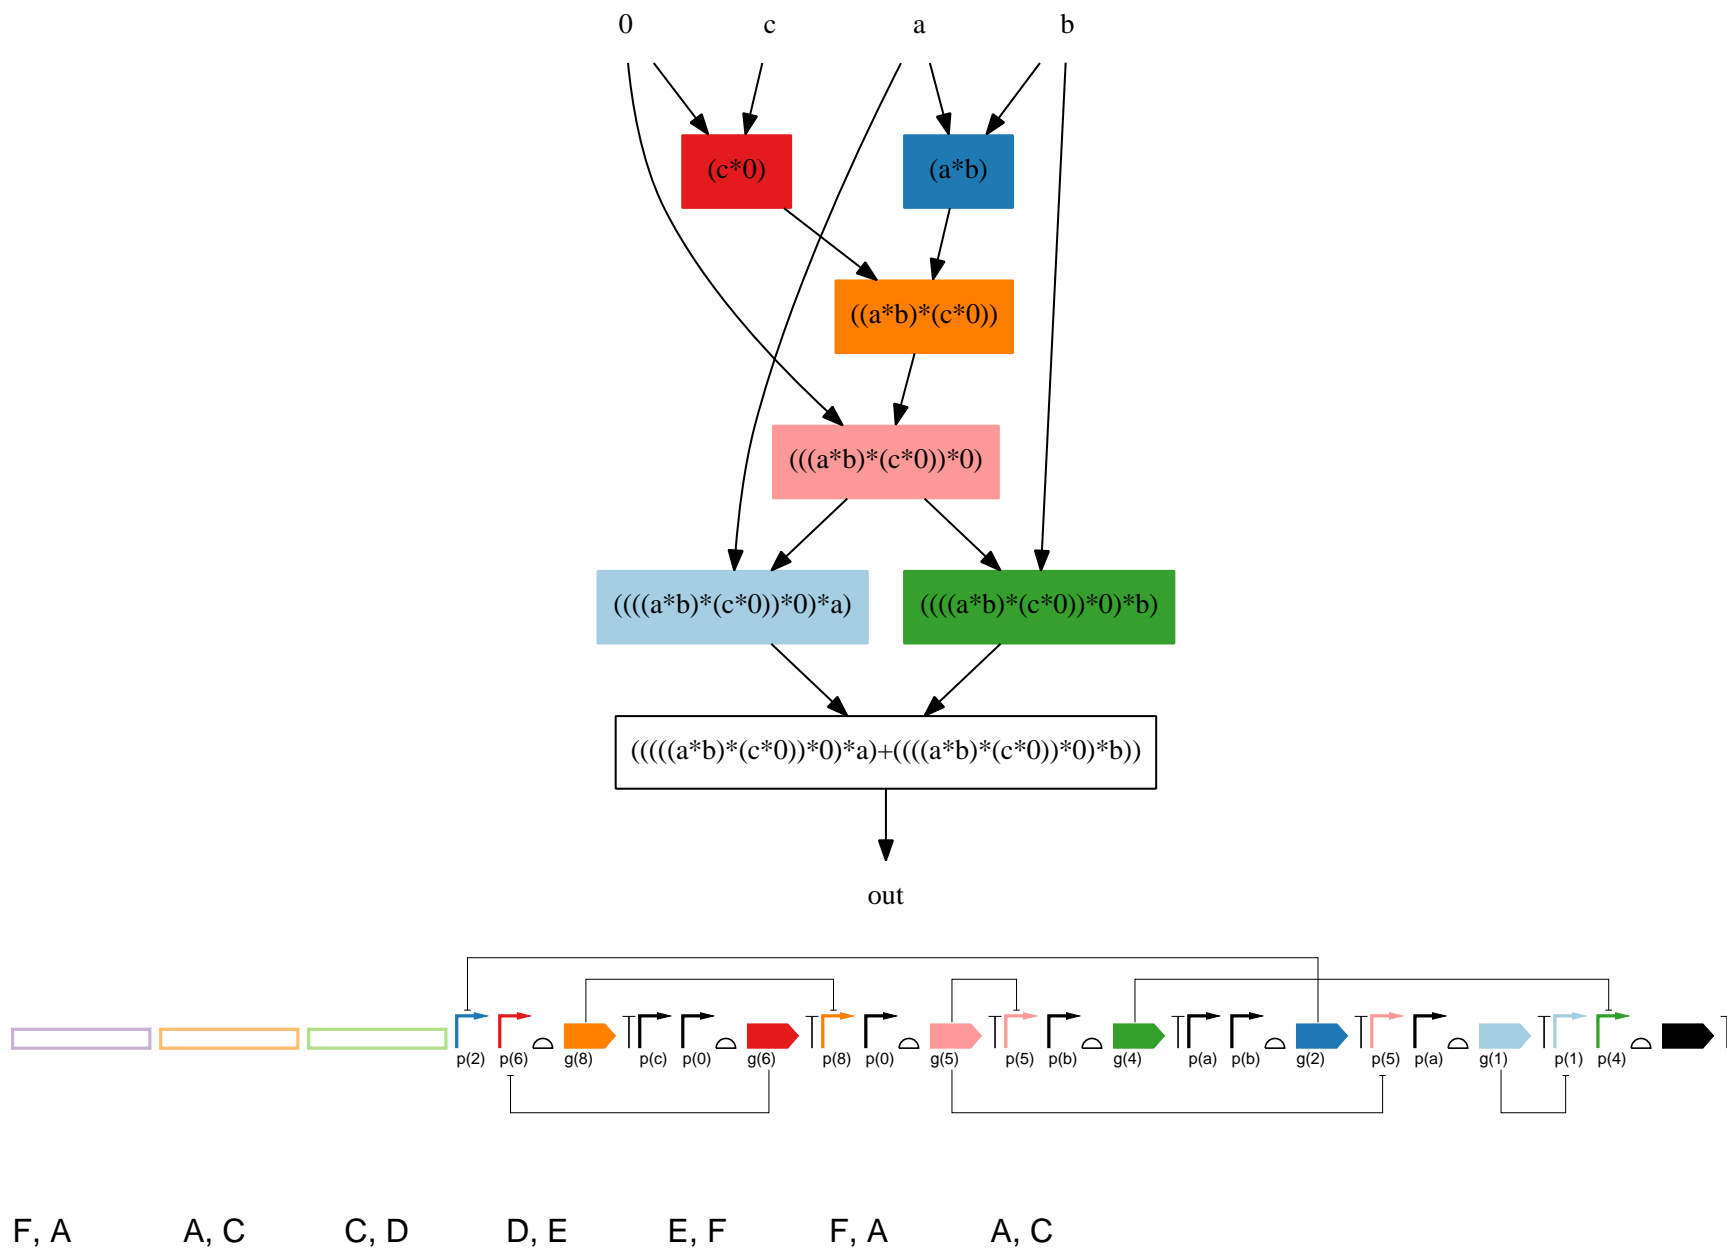 0 c a b
(c*0) (a*b)
((a*b)*(c*0))
(((a*b)*(c*0))*0)
((((a*b)*(c*0))*0)*a) ((((a*b)*(c*0))*0)*b)
(((((a*b)*(c*0))*0)*a)+((((a*b)*(c*0))*0)*b))
out
p(2) p(6) g(8) p(c) p(0) g(6) p(8) p(0) g(5) p(5) p(b) g(4) p(a) p(b) g(2) p(5) p(a) g(1) p(1) p(4)
F, A A, C C, D D, E E, F F, A A, C